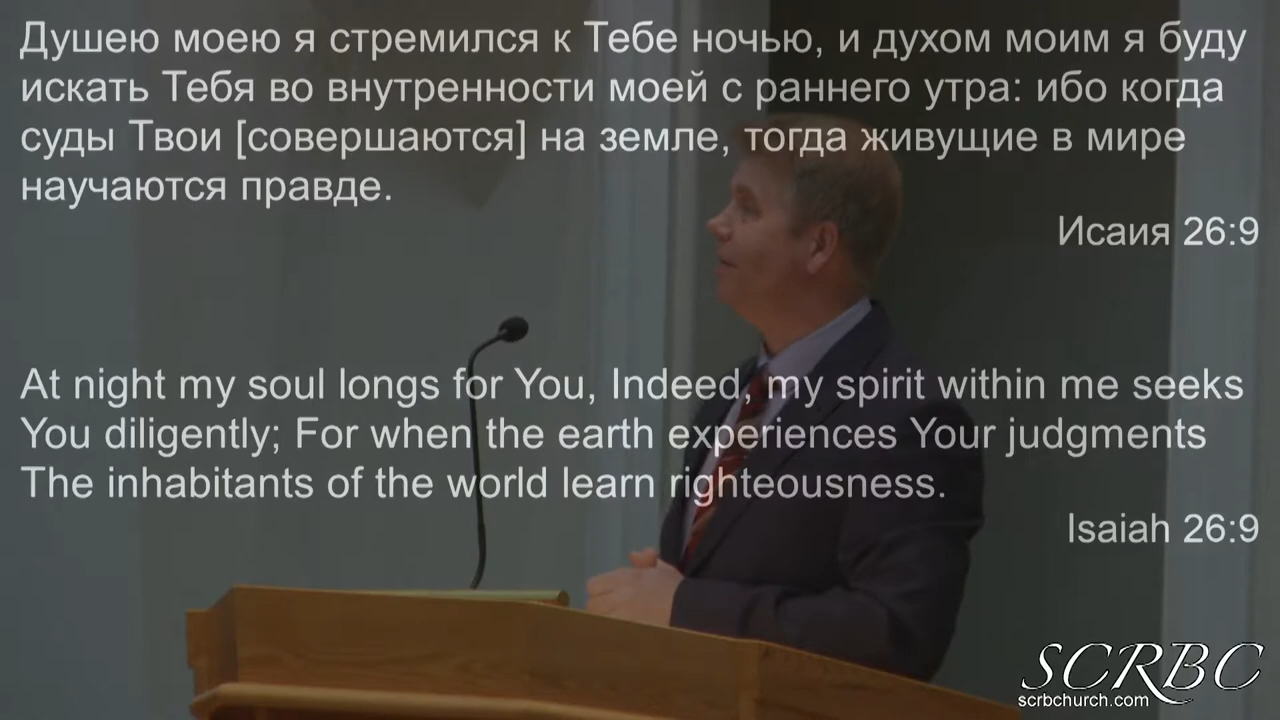 Душею моею я стремился к Тебе ночью, и духом моим я буду
искать Тебя во внутренности моей с раннего утра: ибо когда
суды Твои [совершаются] на земле, тогда живущие в мире
научаются правде.
Исаия 26:9
At night my soul longs for You, Indeed, my spirit within me seeks
You diligently; For when the earth experiences Your judgments
The inhabitants of the world learn righteousness.
Isaiah 26:9
SCRBC
scrbchurch.com